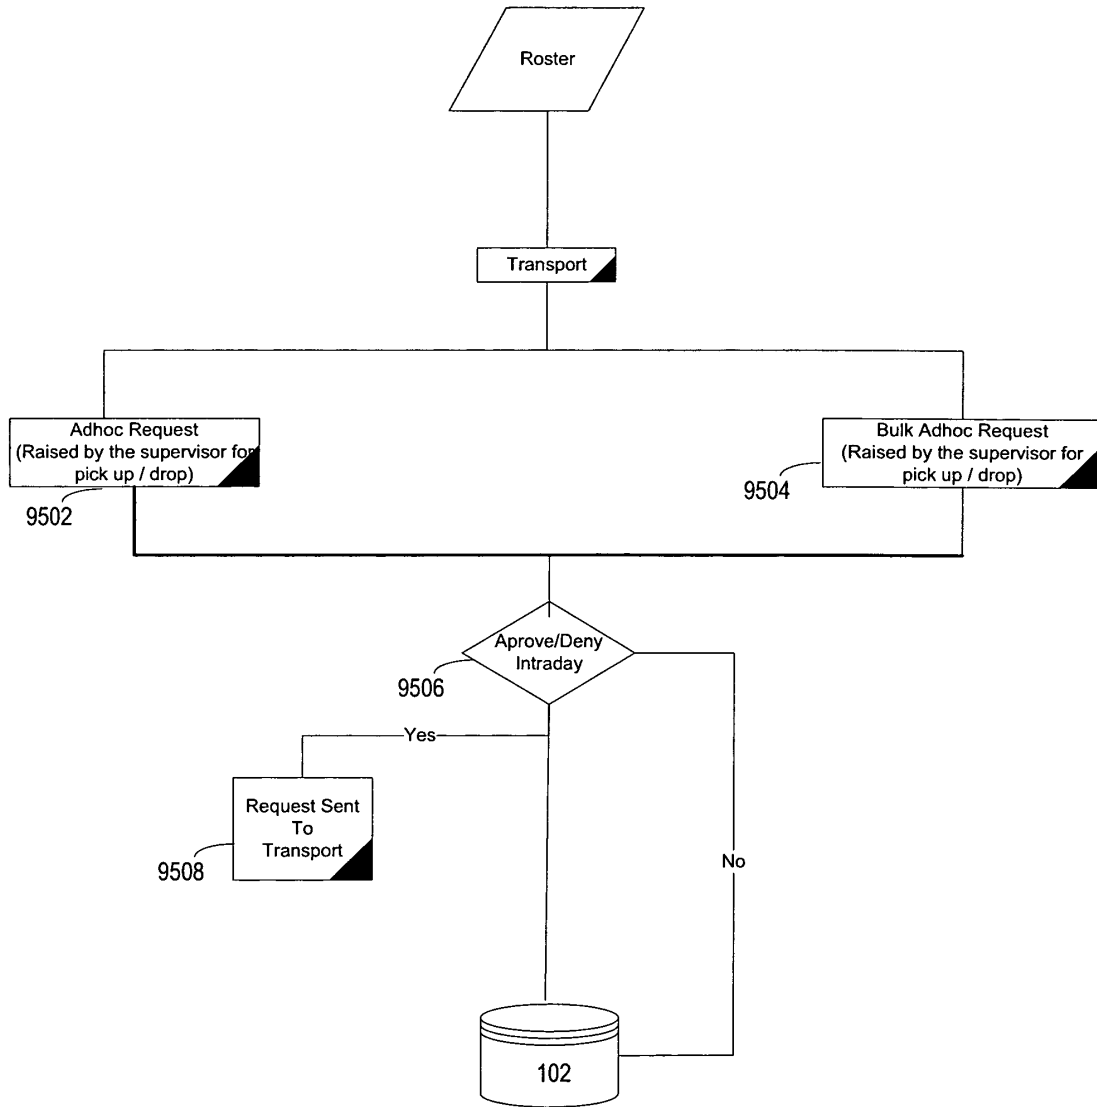 Roster
Transport
Adhoc Request
(Raised by the supervisor for
pick up / drop)
9502
Bulk Adhoc Request
(Raised by the supervisor for
pick up / drop)
9504
Aprove/Deny
Intraday
9506
Yes
Request Sent
To
Transport
9508
No
102